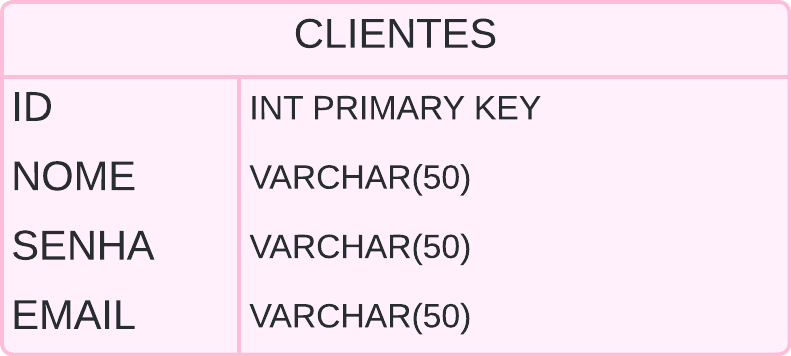 CLIENTES
ID INT PRIMARY KEY
NOME VARCHAR(50)
SENHA VARCHAR(50)
EMAIL VARCHAR(50)